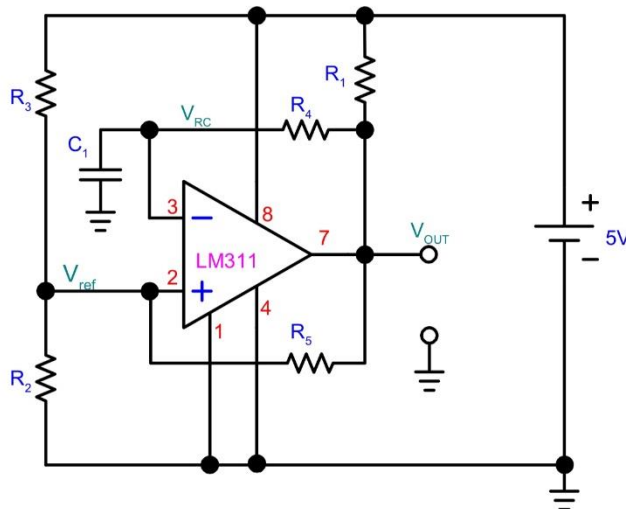 R1
R3
VRC
R4
C1
3
−
8
LM311
7
VOUT
+
5V
−
Vref
2
+
4
1
R5
R2